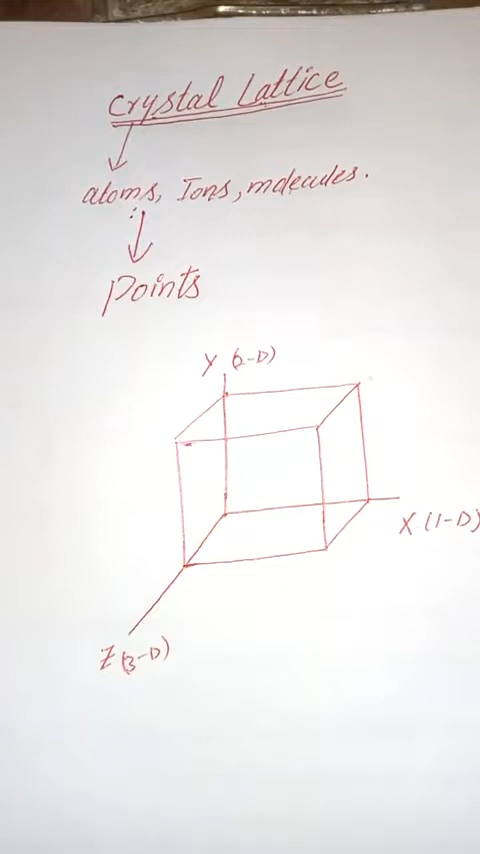 Crystal Lattice
atoms, Ions, molecules.
Points
Y (2-D)
X (1-D)
Z (3-D)